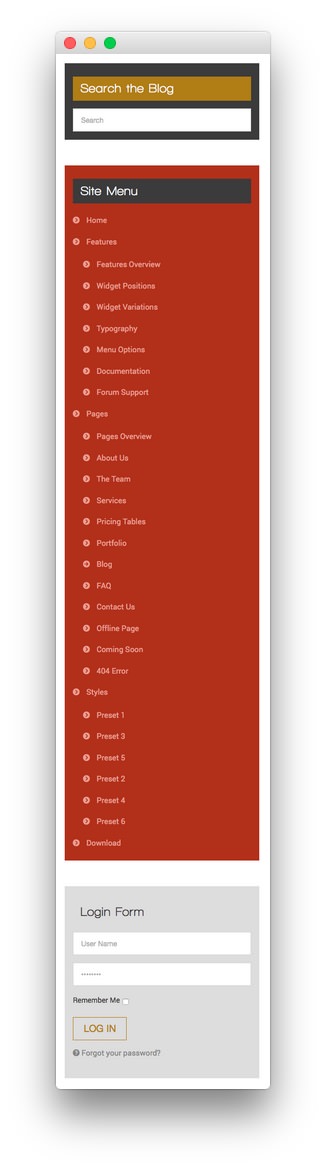 Search the Blog
Search
Site Menu
Home
Features
Features Overview
Widget Positions
Widget Variations
Typography
Menu Options
Documentation
Forum Support
Pages
Pages Overview
About Us
The Team
Services
Pricing Tables
Portfolio
Blog
FAQ
Contact Us
Offline Page
Coming Soon
404 Error
Styles
Preset 1
Preset 3
Preset 5
Preset 2
Preset 4
Preset 6
Download
Login Form
User Name
********
Remember Me
LOG IN
Forgot your password?